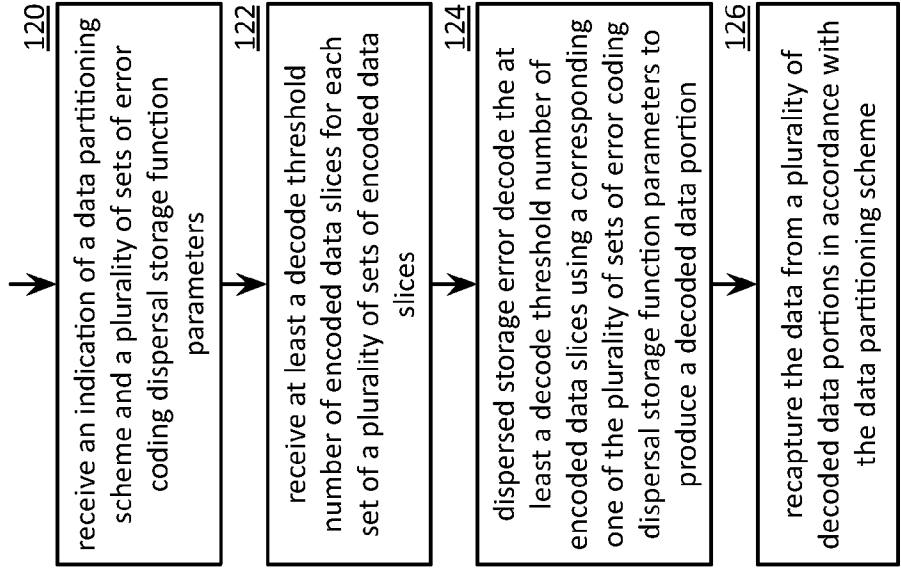 120
receive an indication of a data partitioning
scheme and a plurality of sets of error
coding dispersal storage function
parameters
122
receive at least a decode threshold
number of encoded data slices for each
set of a plurality of sets of encoded data
slices
124
dispersed storage error decode the at
least a decode threshold number of
encoded data slices using a corresponding
one of the plurality of sets of error coding
dispersal storage function parameters to
produce a decoded data portion
126
recapture the data from a plurality of
decoded data portions in accordance with
the data partitioning scheme